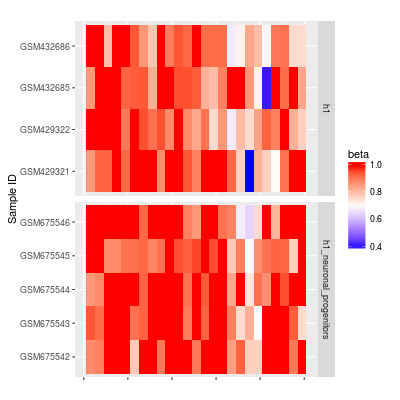 Sample ID
GSM432686
GSM432685
GSM429322
GSM429321
h1
GSM675546
GSM675545
GSM675544
GSM675543
GSM675542
h1_neuronal_progenitors
beta
1.0
0.8
0.6
0.4